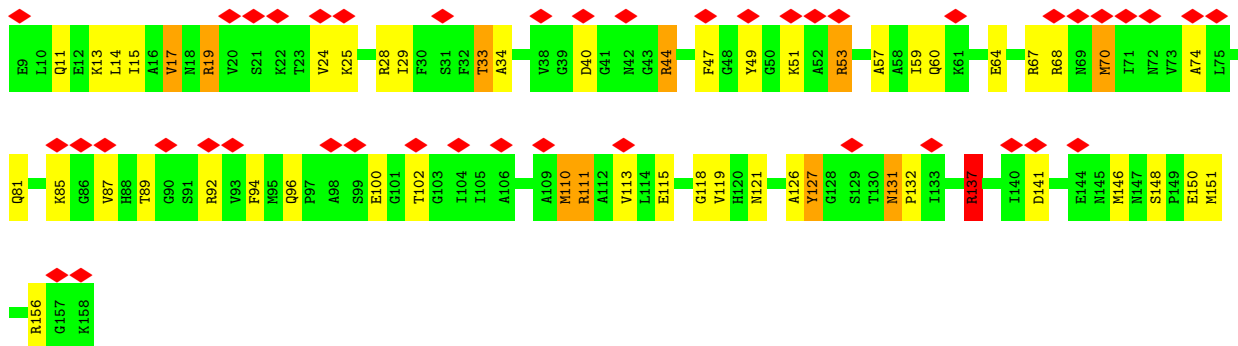 E9 L10 Q11 E12 K13 L14 I15 A16 V17 N18 R19 V20 S21 K22 T23 V24 K25 R28 I29 F30 S31 F32 T33 A34 V38 G39 D40 G41 N42 G43 R44 F47 G48 Y49 G50 K51 A52 R53 A57 A58 I59 Q60 K61 E64 R67 R68 N69 M70 I71 N72 V73 A74 L75
Q81 K85 G86 V87 H88 T89 G90 S91 R92 V93 F94 M95 Q96 P97 A98 S99 E100 G101 T102 G103 I104 I105 A106 A109 M110 R111 A112 V113 L114 E115 G118 V119 H120 N121 A126 Y127 G128 S129 T130 N131 P132 I133 R137 I140 D141 E144 N145 M146 N147 S148 P149 E150 M151
R156 G157 K158